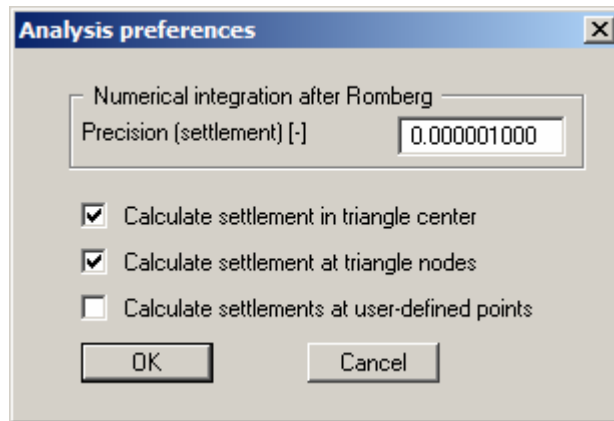 Analysis preferences
Numerical integration after Romberg
Precision (settlement) [-] 0.000001000
Calculate settlement in triangle center
Calculate settlement at triangle nodes
Calculate settlements at user-defined points
OK Cancel